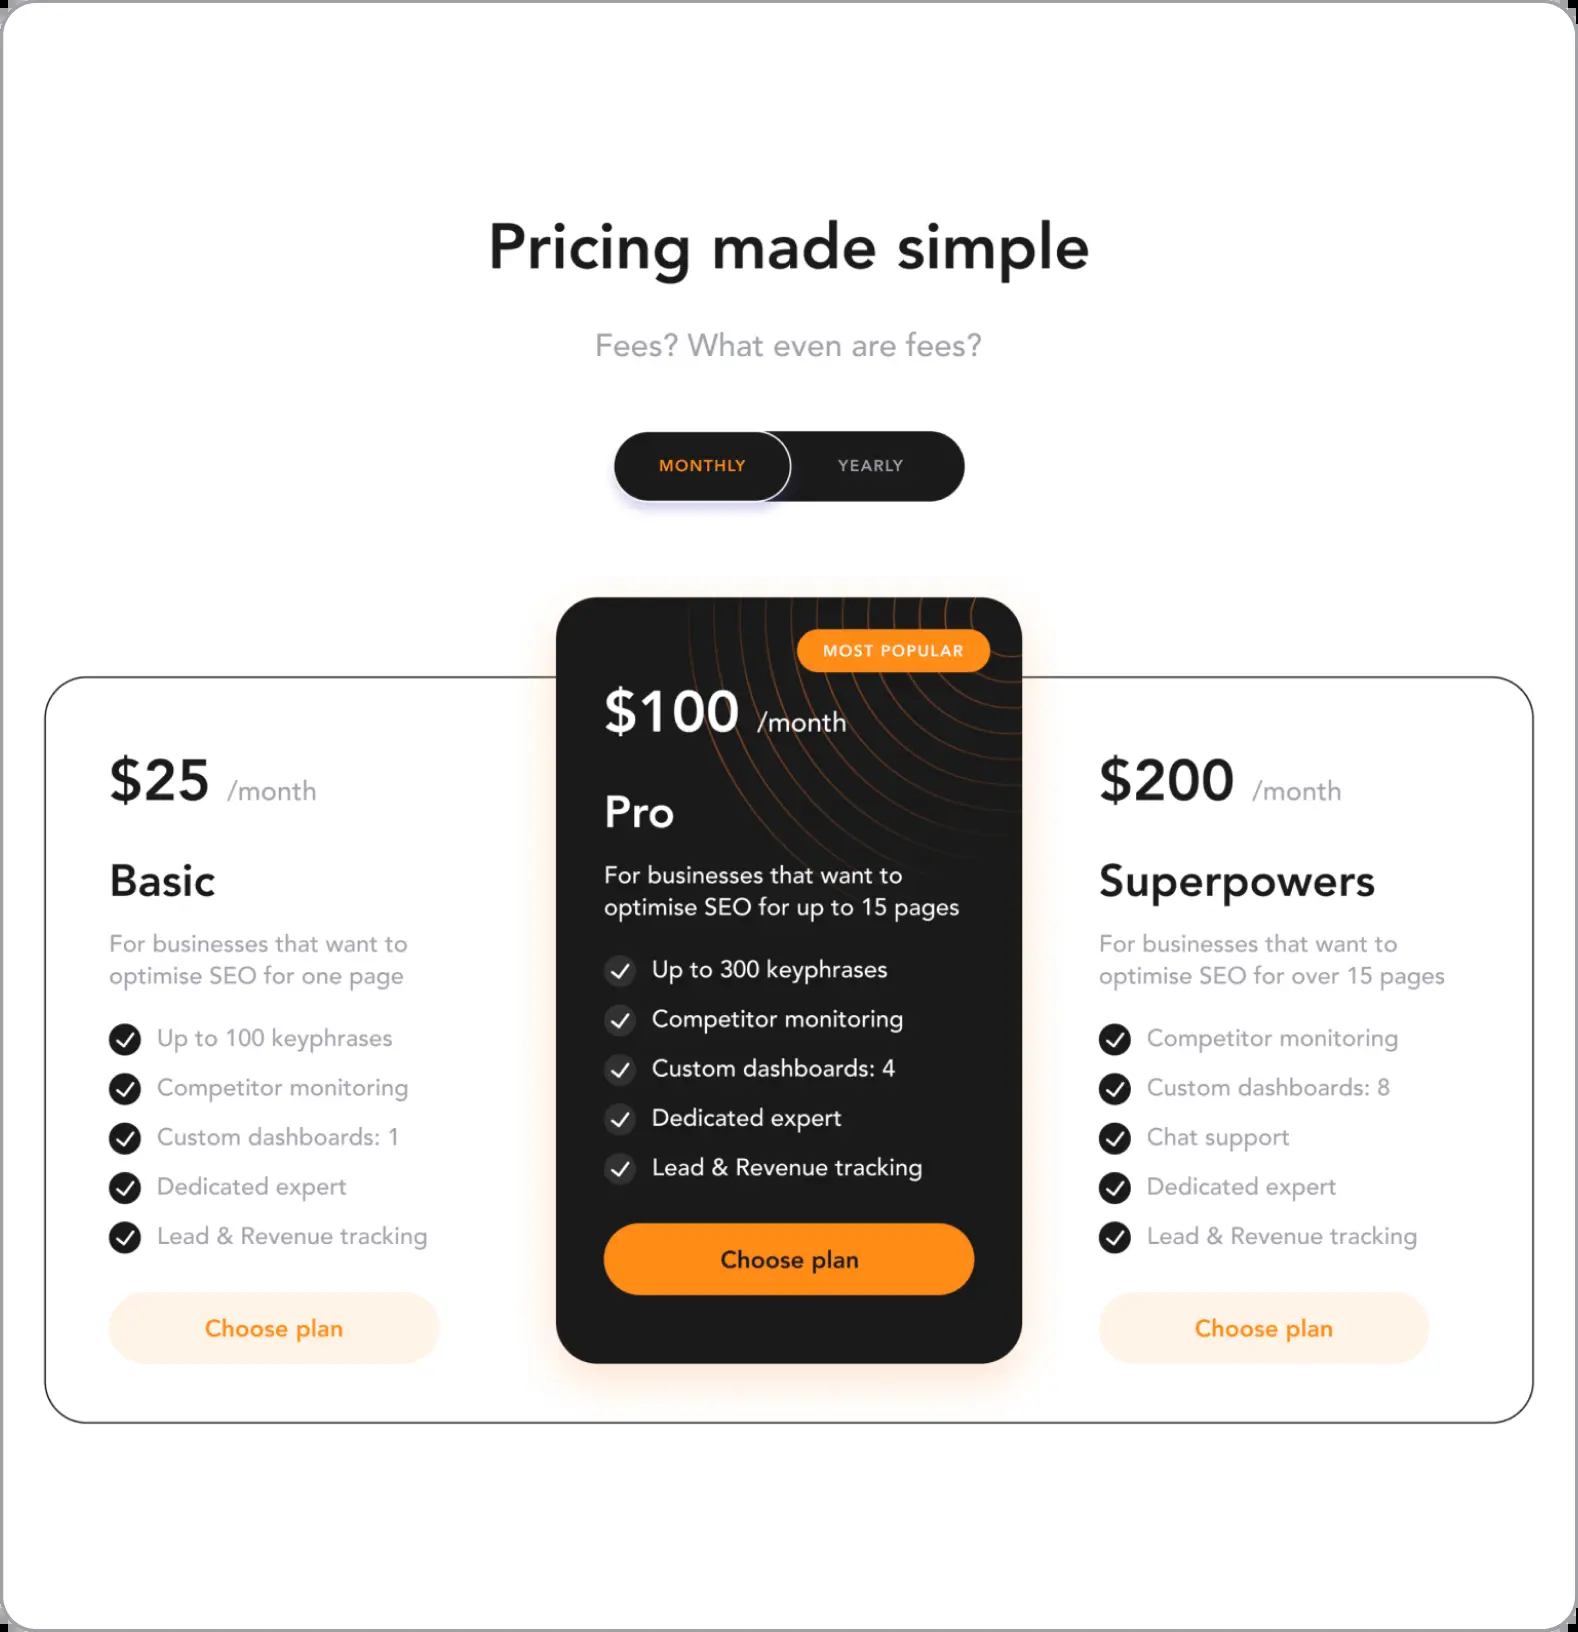 Pricing made simple
Fees? What even are fees?
MONTHLY
YEARLY
$25 /month
Basic
For businesses that want to
optimise SEO for one page
Up to 100 keyphrases
Competitor monitoring
Custom dashboards: 1
Dedicated expert
Lead & Revenue tracking
Choose plan
MOST POPULAR
$100 /month
Pro
For businesses that want to
optimise SEO for up to 15 pages
Up to 300 keyphrases
Competitor monitoring
Custom dashboards: 4
Dedicated expert
Lead & Revenue tracking
Choose plan
$200 /month
Superpowers
For businesses that want to
optimise SEO for over 15 pages
Competitor monitoring
Custom dashboards: 8
Chat support
Dedicated expert
Lead & Revenue tracking
Choose plan